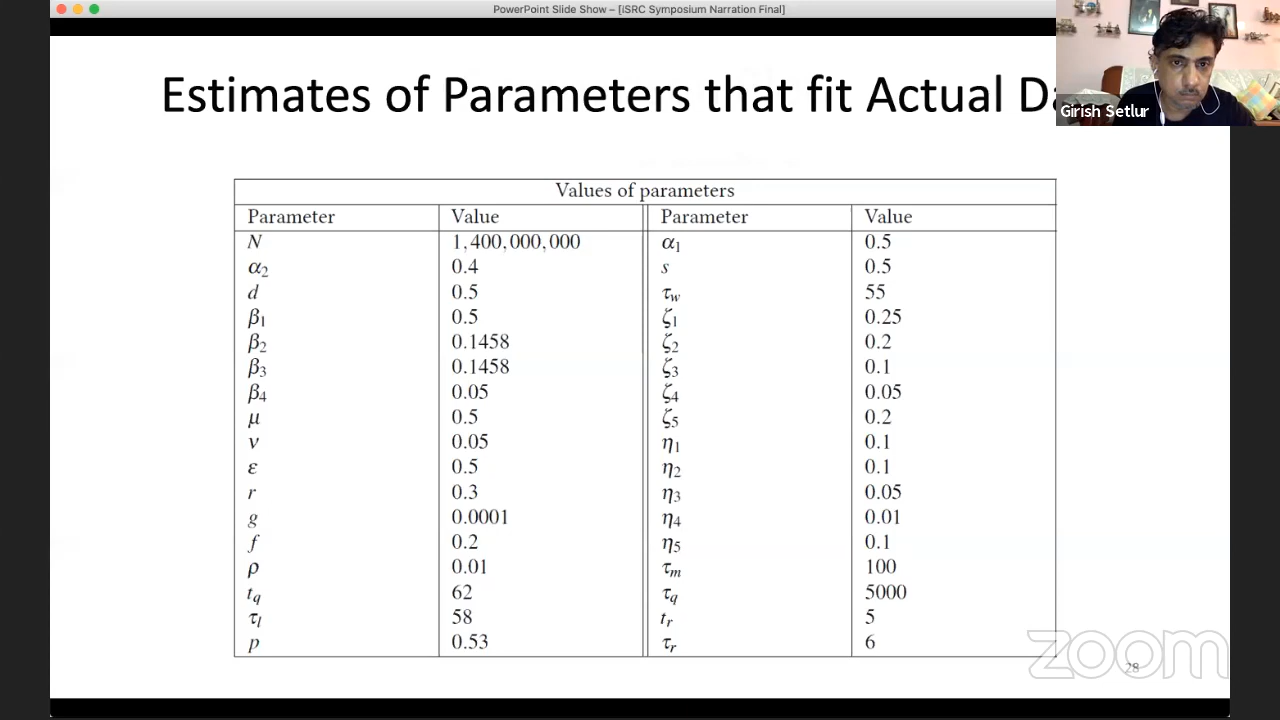 PowerPoint Slide Show – [iSRC Symposium Narration Final]
Estimates of Parameters that fit Actual
Girish Setlur
Values of parameters
Parameter Value Parameter Value
N 1,400,000,000 α₁ 0.5
α₂ 0.4 s 0.5
d 0.5 τw 55
β₁ 0.5 ζ₁ 0.25
β₂ 0.1458 ζ₂ 0.2
β₃ 0.1458 ζ₃ 0.1
β₄ 0.05 ζ₄ 0.05
μ 0.5 ζ₅ 0.2
ν 0.05 η₁ 0.1
ε 0.5 η₂ 0.1
r 0.3 η₃ 0.05
g 0.0001 η₄ 0.01
f 0.2 η₅ 0.1
ρ 0.01 τm 100
tq 62 τq 5000
τl 58 tr 5
p 0.53 τr 6
zoom
28